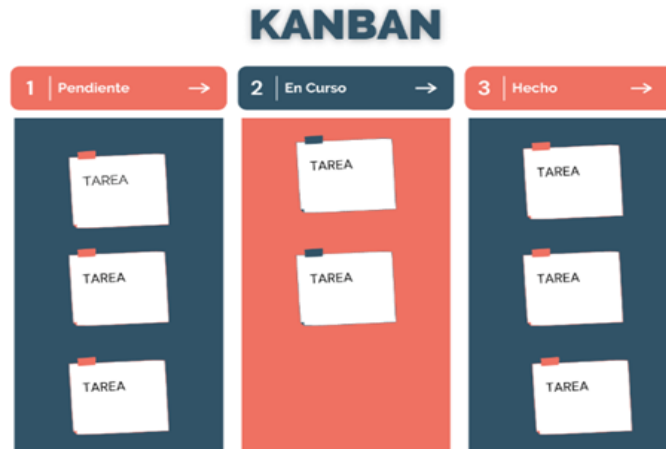 KANBAN
1 Pendiente →
2 En Curso →
3 Hecho →
TAREA
TAREA
TAREA
TAREA
TAREA
TAREA
TAREA
TAREA